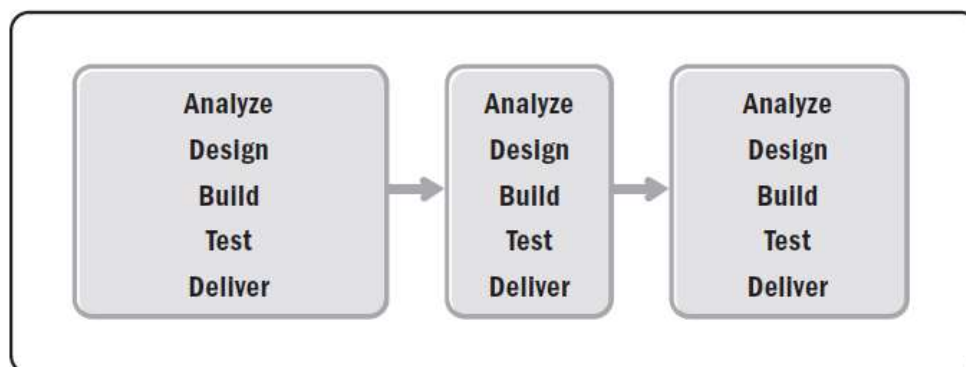 Analyze
Design
Build
Test
Deliver
Analyze
Design
Build
Test
Deliver
Analyze
Design
Build
Test
Deliver